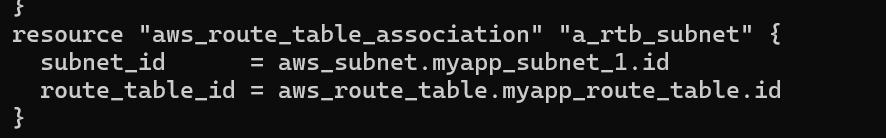 }
resource "aws_route_table_association" "a_rtb_subnet" {
  subnet_id      = aws_subnet.myapp_subnet_1.id
  route_table_id = aws_route_table.myapp_route_table.id
}